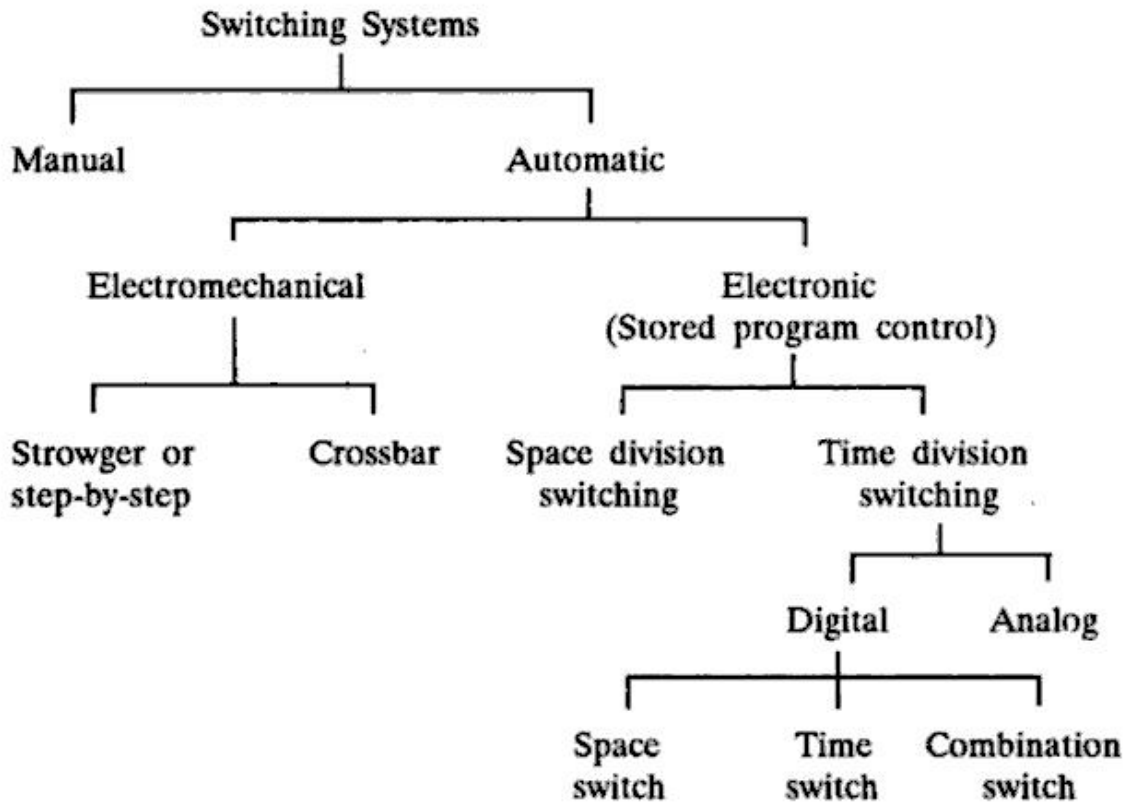 Switching Systems
Manual
Automatic
Electromechanical
Electronic
(Stored program control)
Strowger or
step-by-step
Crossbar
Space division
switching
Time division
switching
Digital
Analog
Space
switch
Time
switch
Combination
switch